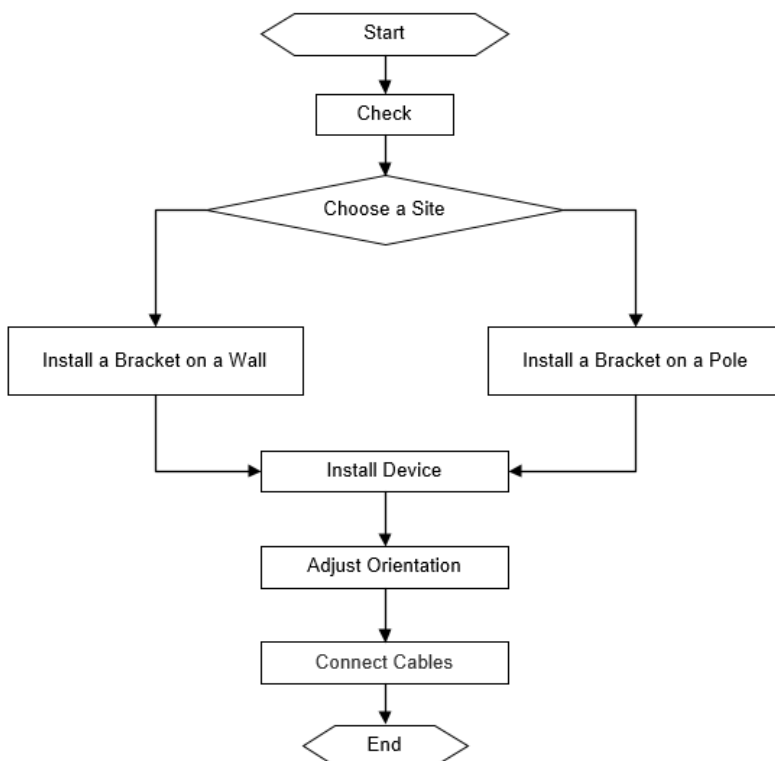 Start
Check
Choose a Site
Install a Bracket on a Wall
Install a Bracket on a Pole
Install Device
Adjust Orientation
Connect Cables
End